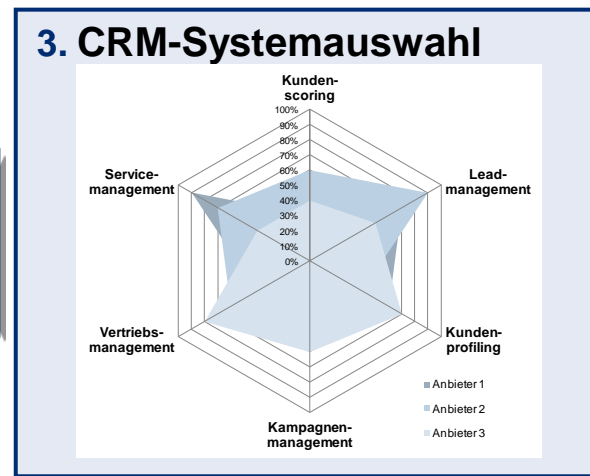 3. CRM-Systemauswahl
Kunden-
scoring
100%
90%
80%
70%
60%
50%
40%
30%
20%
10%
0%
Lead-
management
Kunden-
profiling
Kampagnen-
management
Vertriebs-
management
Service-
management
Anbieter 1
Anbieter 2
Anbieter 3